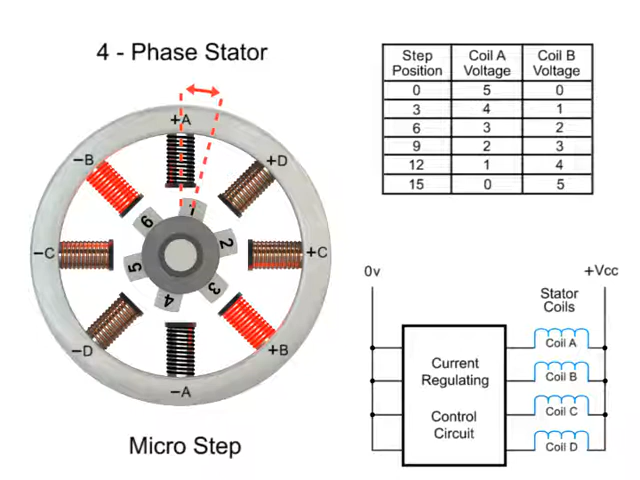 4 - Phase Stator
+A
−B
+D
−C
+C
−D
+B
−A
1
2
3
4
5
6
Micro Step
Step Position Coil A Voltage Coil B Voltage
0 5 0
3 4 1
6 3 2
9 2 3
12 1 4
15 0 5
0v
+Vcc
Stator
Coils
Current
Regulating
Control
Circuit
Coil A
Coil B
Coil C
Coil D